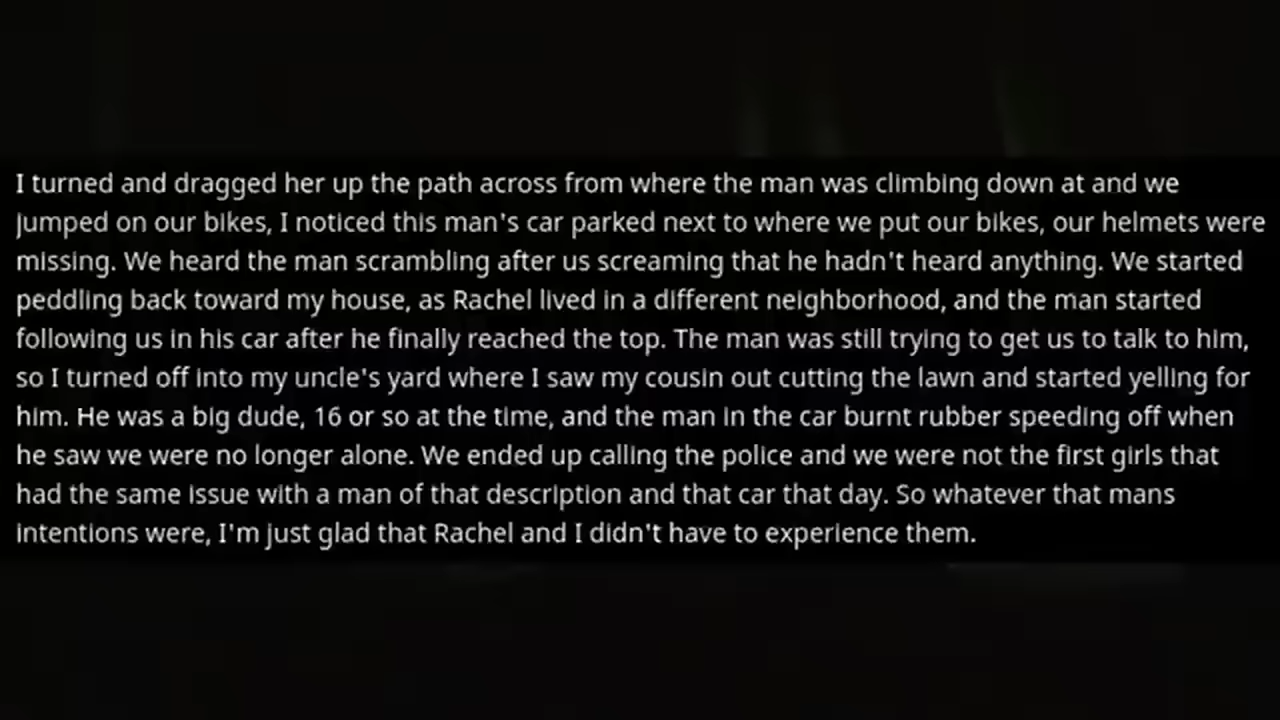 I turned and dragged her up the path across from where the man was climbing down at and we
jumped on our bikes, I noticed this man's car parked next to where we put our bikes, our helmets were
missing. We heard the man scrambling after us screaming that he hadn't heard anything. We started
peddling back toward my house, as Rachel lived in a different neighborhood, and the man started
following us in his car after he finally reached the top. The man was still trying to get us to talk to him,
so I turned off into my uncle's yard where I saw my cousin out cutting the lawn and started yelling for
him. He was a big dude, 16 or so at the time, and the man in the car burnt rubber speeding off when
he saw we were no longer alone. We ended up calling the police and we were not the first girls that
had the same issue with a man of that description and that car that day. So whatever that mans
intentions were, I'm just glad that Rachel and I didn't have to experience them.